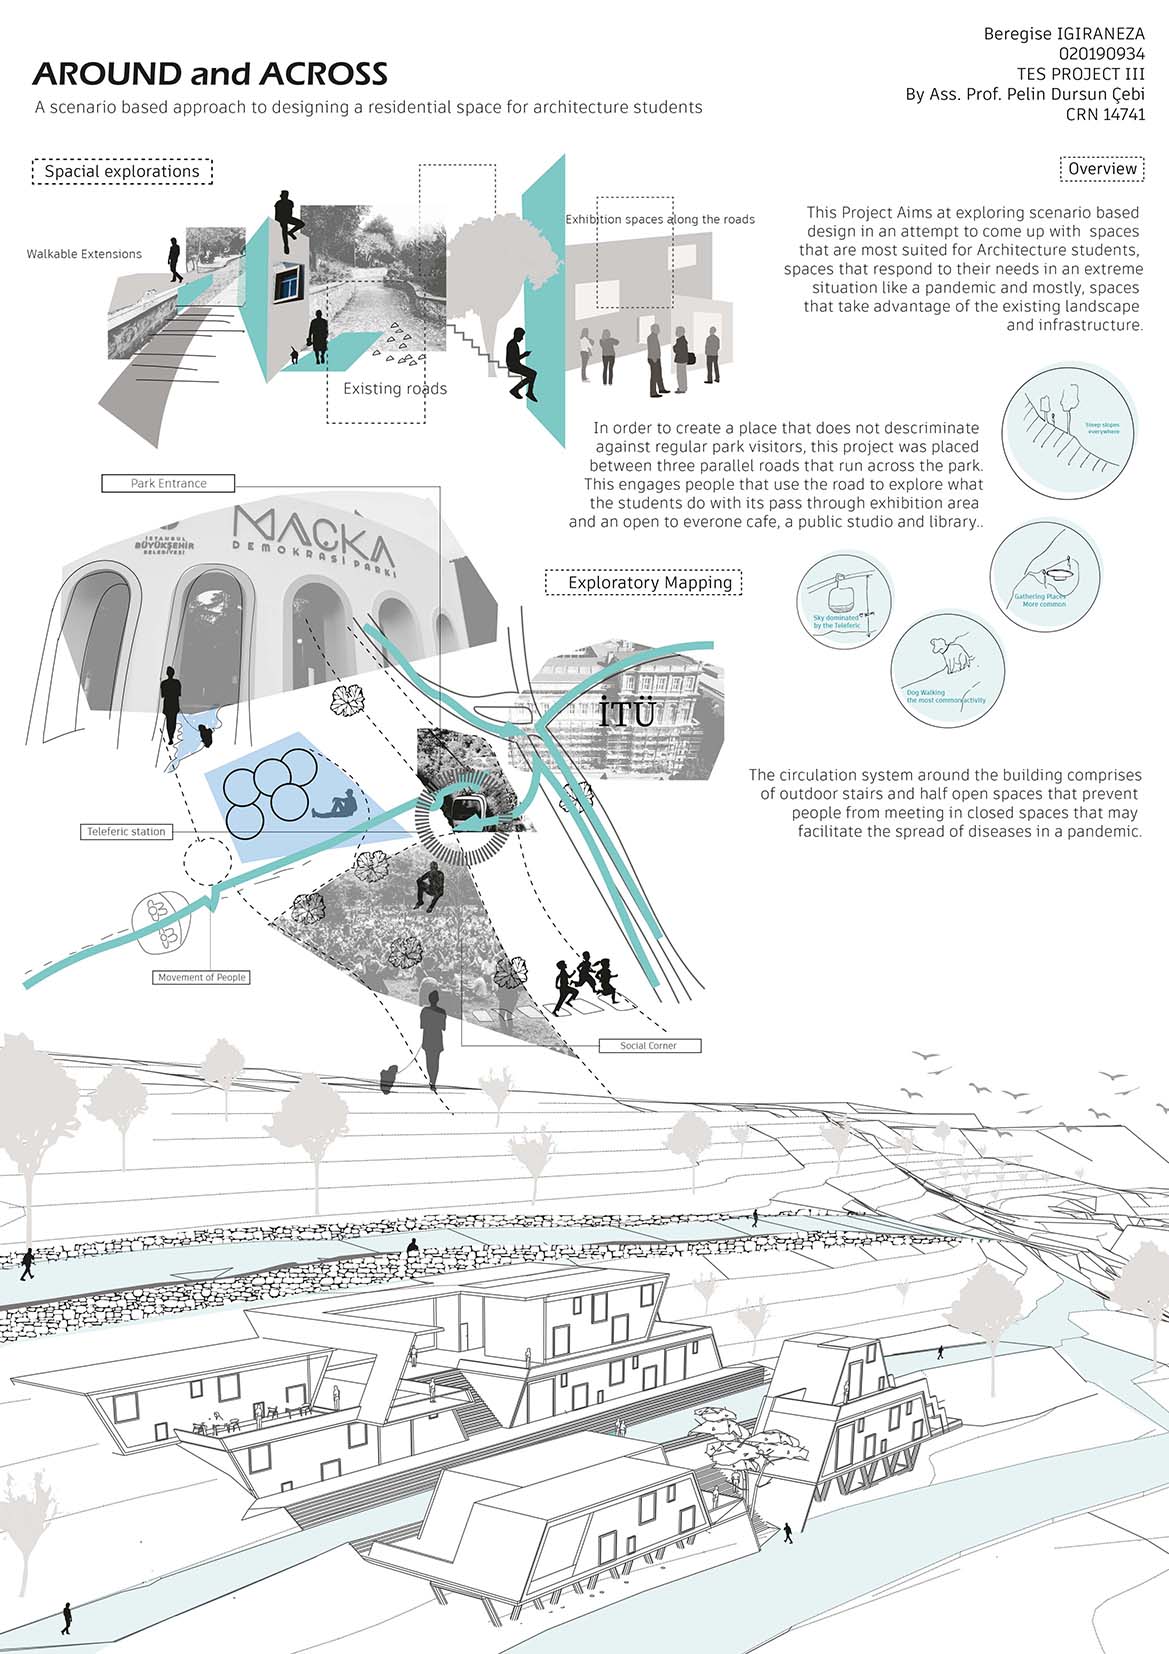 Beregise IGIRANEZA
020190934
TES PROJECT III
By Ass. Prof. Pelin Dursun Çebi
CRN 14741
AROUND and ACROSS
A scenario based approach to designing a residential space for architecture students
Spacial explorations
Overview
Walkable Extensions
Exhibition spaces along the roads
Existing roads
This Project Aims at exploring scenario based
design in an attempt to come up with spaces
that are most suited for Architecture students,
spaces that respond to their needs in an extreme
situation like a pandemic and mostly, spaces
that take advantage of the existing landscape
and infrastructure.
Steep slopes
everywhere
In order to create a place that does not descriminate
against regular park visitors, this project was placed
between three parallel roads that run across the park.
This engages people that use the road to explore what
the students do with its pass through exhibition area
and an open to everone cafe, a public studio and library..
Park Entrance
İSTANBUL
BÜYÜKŞEHİR
BELEDİYESİ
MAÇKA
DEMOKRASİ PARKI
Exploratory Mapping
Gathering Places
More common
Sky dominated
by the Teleferic
Dog Walking
the most common activity
İTÜ
The circulation system around the building comprises
of outdoor stairs and half open spaces that prevent
people from meeting in closed spaces that may
facilitate the spread of diseases in a pandemic.
Teleferic station
Movement of People
Social Corner